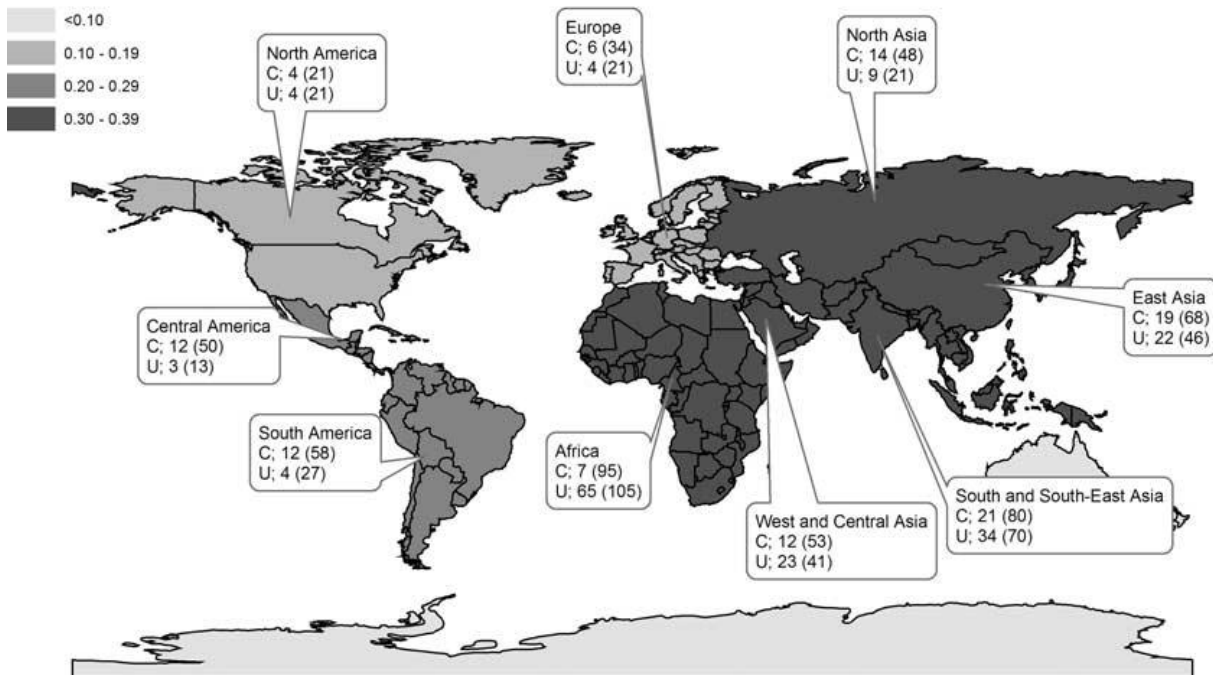 <0.10
0.10 - 0.19
0.20 - 0.29
0.30 - 0.39
North America
C; 4 (21)
U; 4 (21)
Europe
C; 6 (34)
U; 4 (21)
North Asia
C; 14 (48)
U; 9 (21)
Central America
C; 12 (50)
U; 3 (13)
East Asia
C; 19 (68)
U; 22 (46)
South America
C; 12 (58)
U; 4 (27)
Africa
C; 7 (95)
U; 65 (105)
West and Central Asia
C; 12 (53)
U; 23 (41)
South and South-East Asia
C; 21 (80)
U; 34 (70)